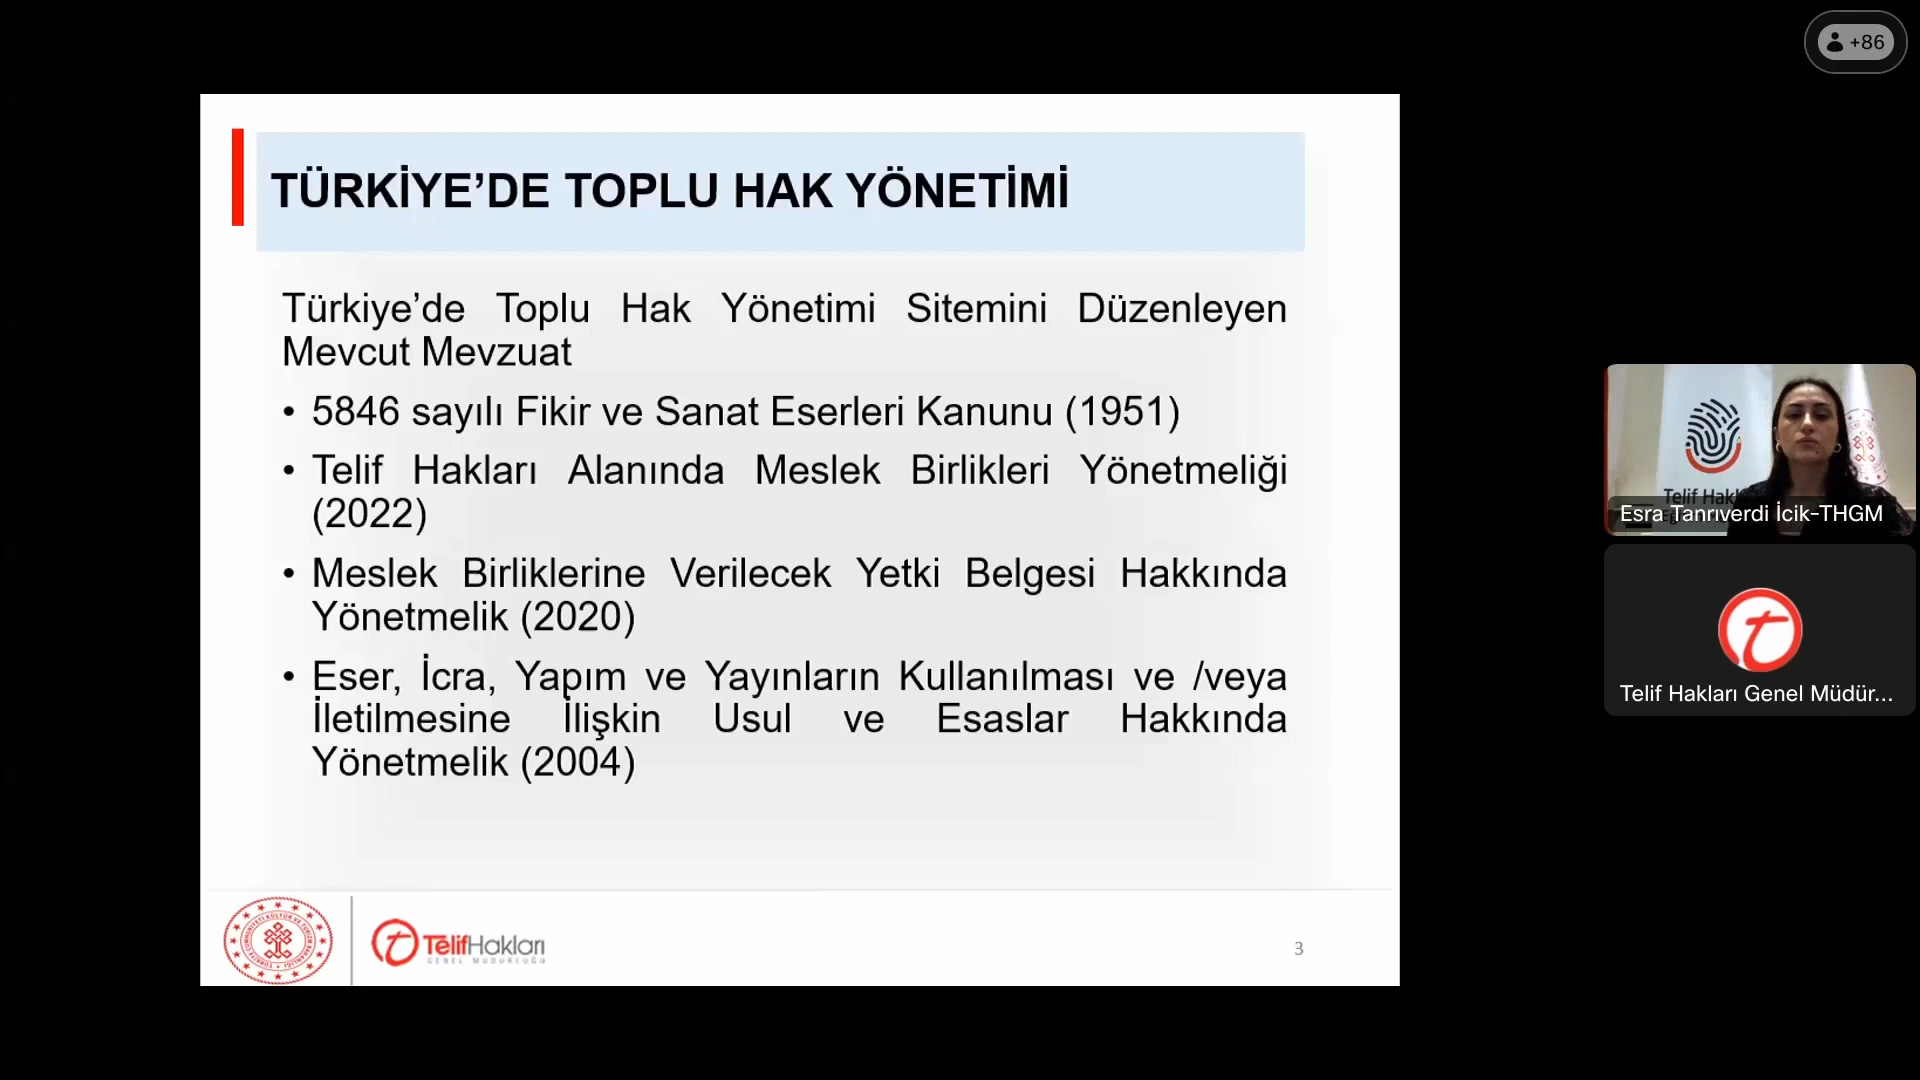 +86
TÜRKİYE’DE TOPLU HAK YÖNETİMİ
Türkiye’de Toplu Hak Yönetimi Sitemini Düzenleyen
Mevcut Mevzuat
• 5846 sayılı Fikir ve Sanat Eserleri Kanunu (1951)
• Telif Hakları Alanında Meslek Birlikleri Yönetmeliği
(2022)
• Meslek Birliklerine Verilecek Yetki Belgesi Hakkında
Yönetmelik (2020)
• Eser, İcra, Yapım ve Yayınların Kullanılması ve /veya
İletilmesine İlişkin Usul ve Esaslar Hakkında
Yönetmelik (2004)
TelifHakları
GENEL MÜDÜRLÜĞÜ
3
Telif Hak
Esra Tanrıverdi İcik-THGM
Telif Hakları Genel Müdür...